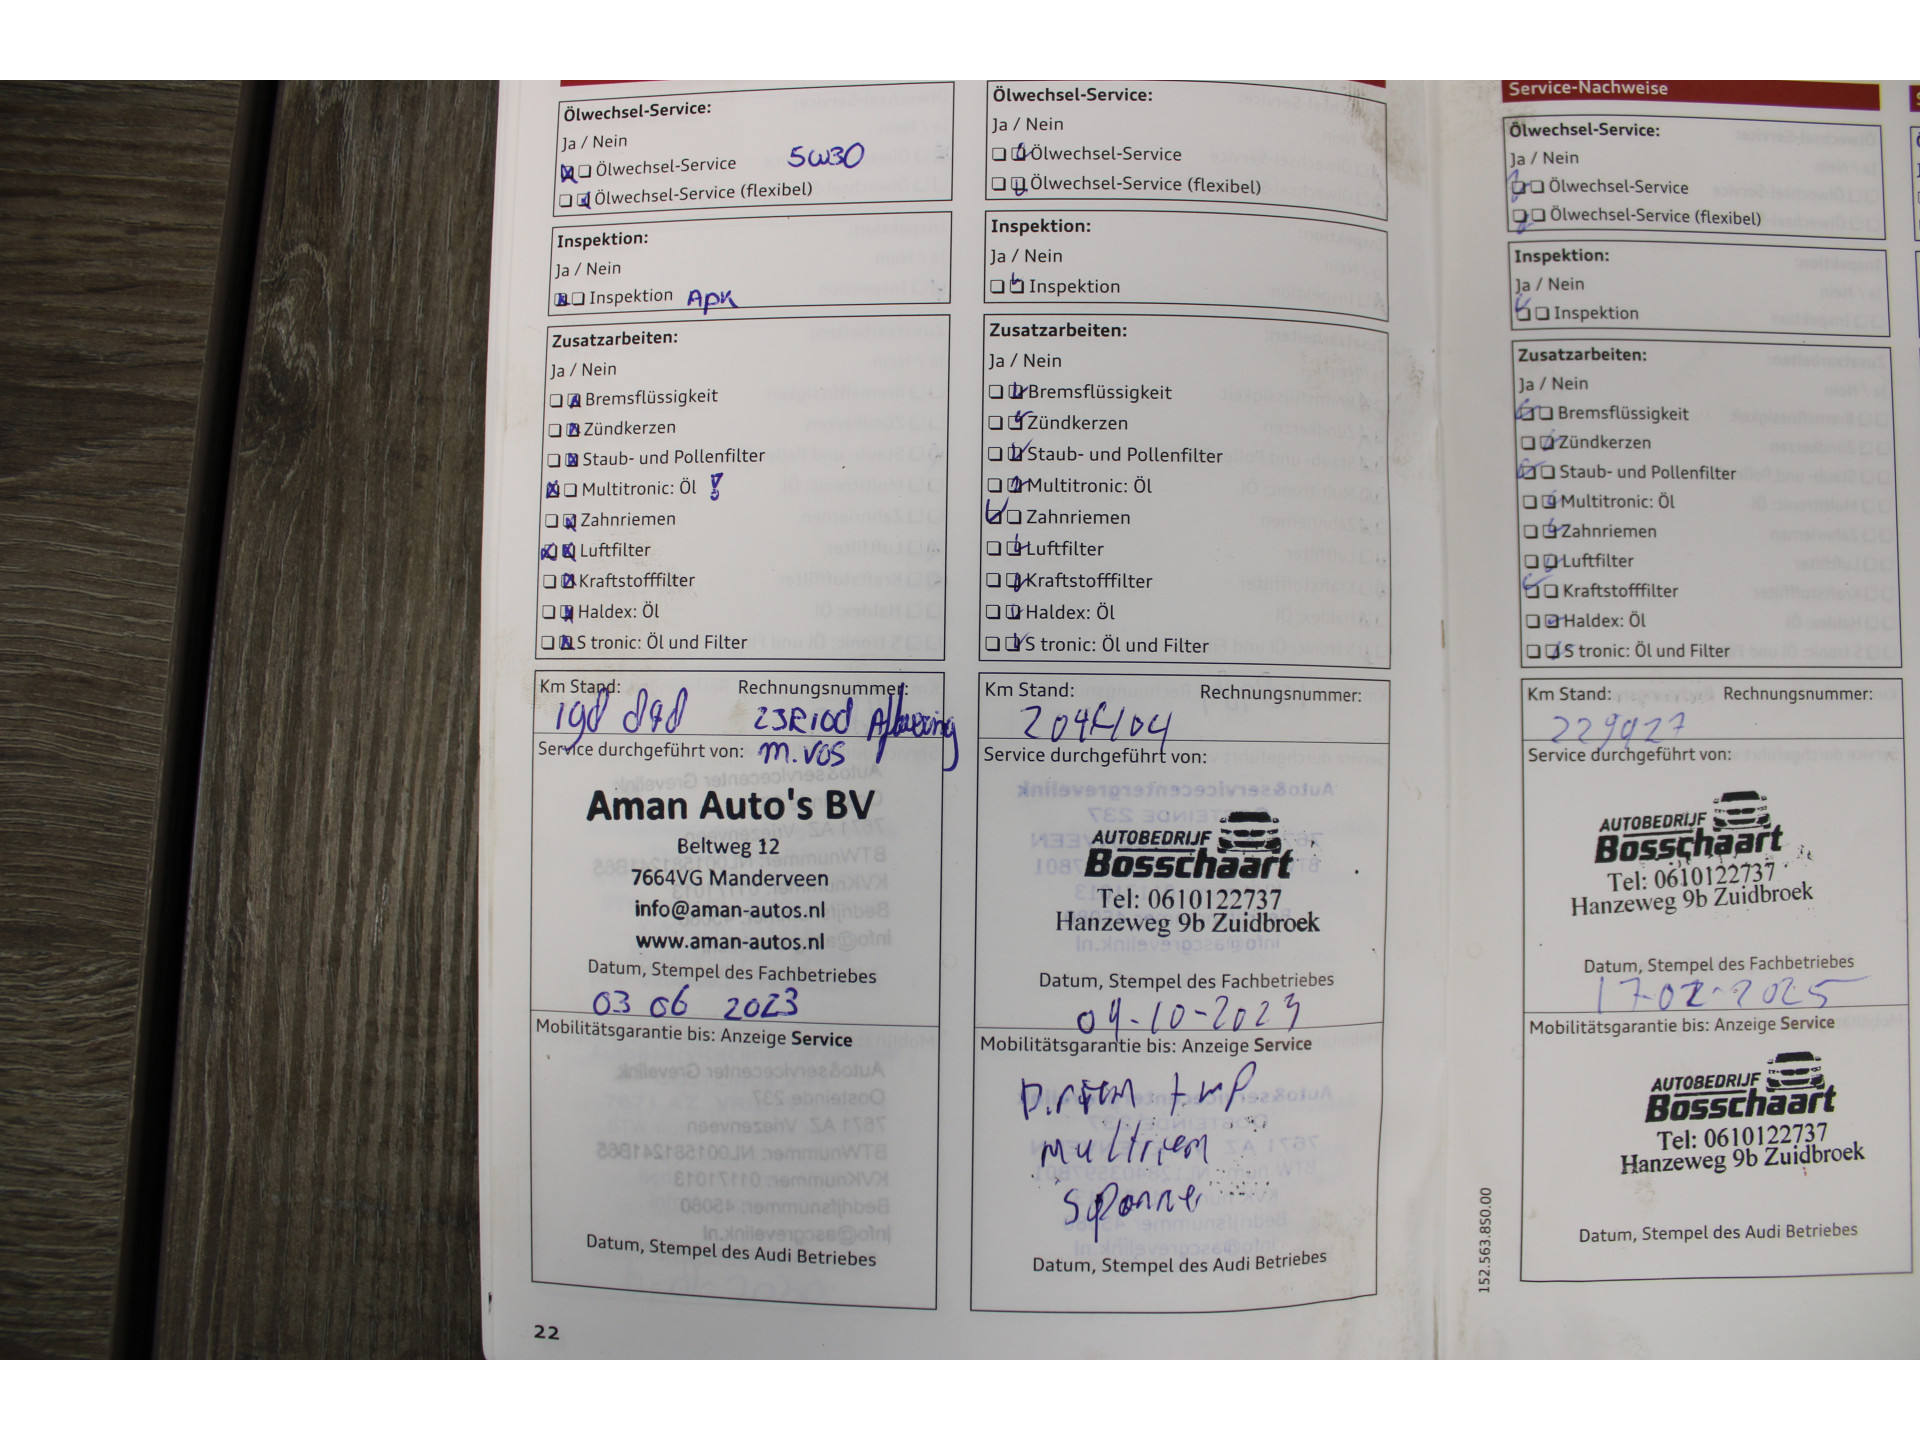 Ölwechsel-Service:
Ja / Nein
Ölwechsel-Service 5W30
Ölwechsel-Service (flexibel)
Inspektion:
Ja / Nein
Inspektion APK
Zusatzarbeiten:
Ja / Nein
Bremsflüssigkeit
Zündkerzen
Staub- und Pollenfilter
Multitronic: Öl !
Zahnriemen
Luftfilter
Kraftstofffilter
Haldex: Öl
S tronic: Öl und Filter
Km Stand: Rechnungsnummer:
198 848
Service durchgeführt von: M. VOS
Aman Auto's BV
Beltweg 12
7664VG Manderveen
info@aman-autos.nl
www.aman-autos.nl
Datum, Stempel des Fachbetriebes
03 06 2023
Mobilitätsgarantie bis: Anzeige Service
Datum, Stempel des Audi Betriebes
22
Ölwechsel-Service:
Ja / Nein
Ölwechsel-Service
Ölwechsel-Service (flexibel)
Inspektion:
Ja / Nein
Inspektion
Zusatzarbeiten:
Ja / Nein
Bremsflüssigkeit
Zündkerzen
Staub- und Pollenfilter
Multitronic: Öl
Zahnriemen
Luftfilter
Kraftstofffilter
Haldex: Öl
S tronic: Öl und Filter
Km Stand: Rechnungsnummer:
204404
Service durchgeführt von:
AUTOBEDRIJF
Bosschaart
Tel: 0610122737
Hanzeweg 9b Zuidbroek
Datum, Stempel des Fachbetriebes
04-10-2023
Mobilitätsgarantie bis: Anzeige Service
D.riem + WP
Multriem
Spanner
Datum, Stempel des Audi Betriebes
Service-Nachweise
Ölwechsel-Service:
Ja / Nein
Ölwechsel-Service
Ölwechsel-Service (flexibel)
Inspektion:
Ja / Nein
Inspektion
Zusatzarbeiten:
Ja / Nein
Bremsflüssigkeit
Zündkerzen
Staub- und Pollenfilter
Multitronic: Öl
Zahnriemen
Luftfilter
Kraftstofffilter
Haldex: Öl
S tronic: Öl und Filter
Km Stand: Rechnungsnummer:
229927
Service durchgeführt von:
AUTOBEDRIJF
Bosschaart
Tel: 0610122737
Hanzeweg 9b Zuidbroek
Datum, Stempel des Fachbetriebes
17-02-2025
Mobilitätsgarantie bis: Anzeige Service
AUTOBEDRIJF
Bosschaart
Tel: 0610122737
Hanzeweg 9b Zuidbroek
Datum, Stempel des Audi Betriebes
152.563.850.00